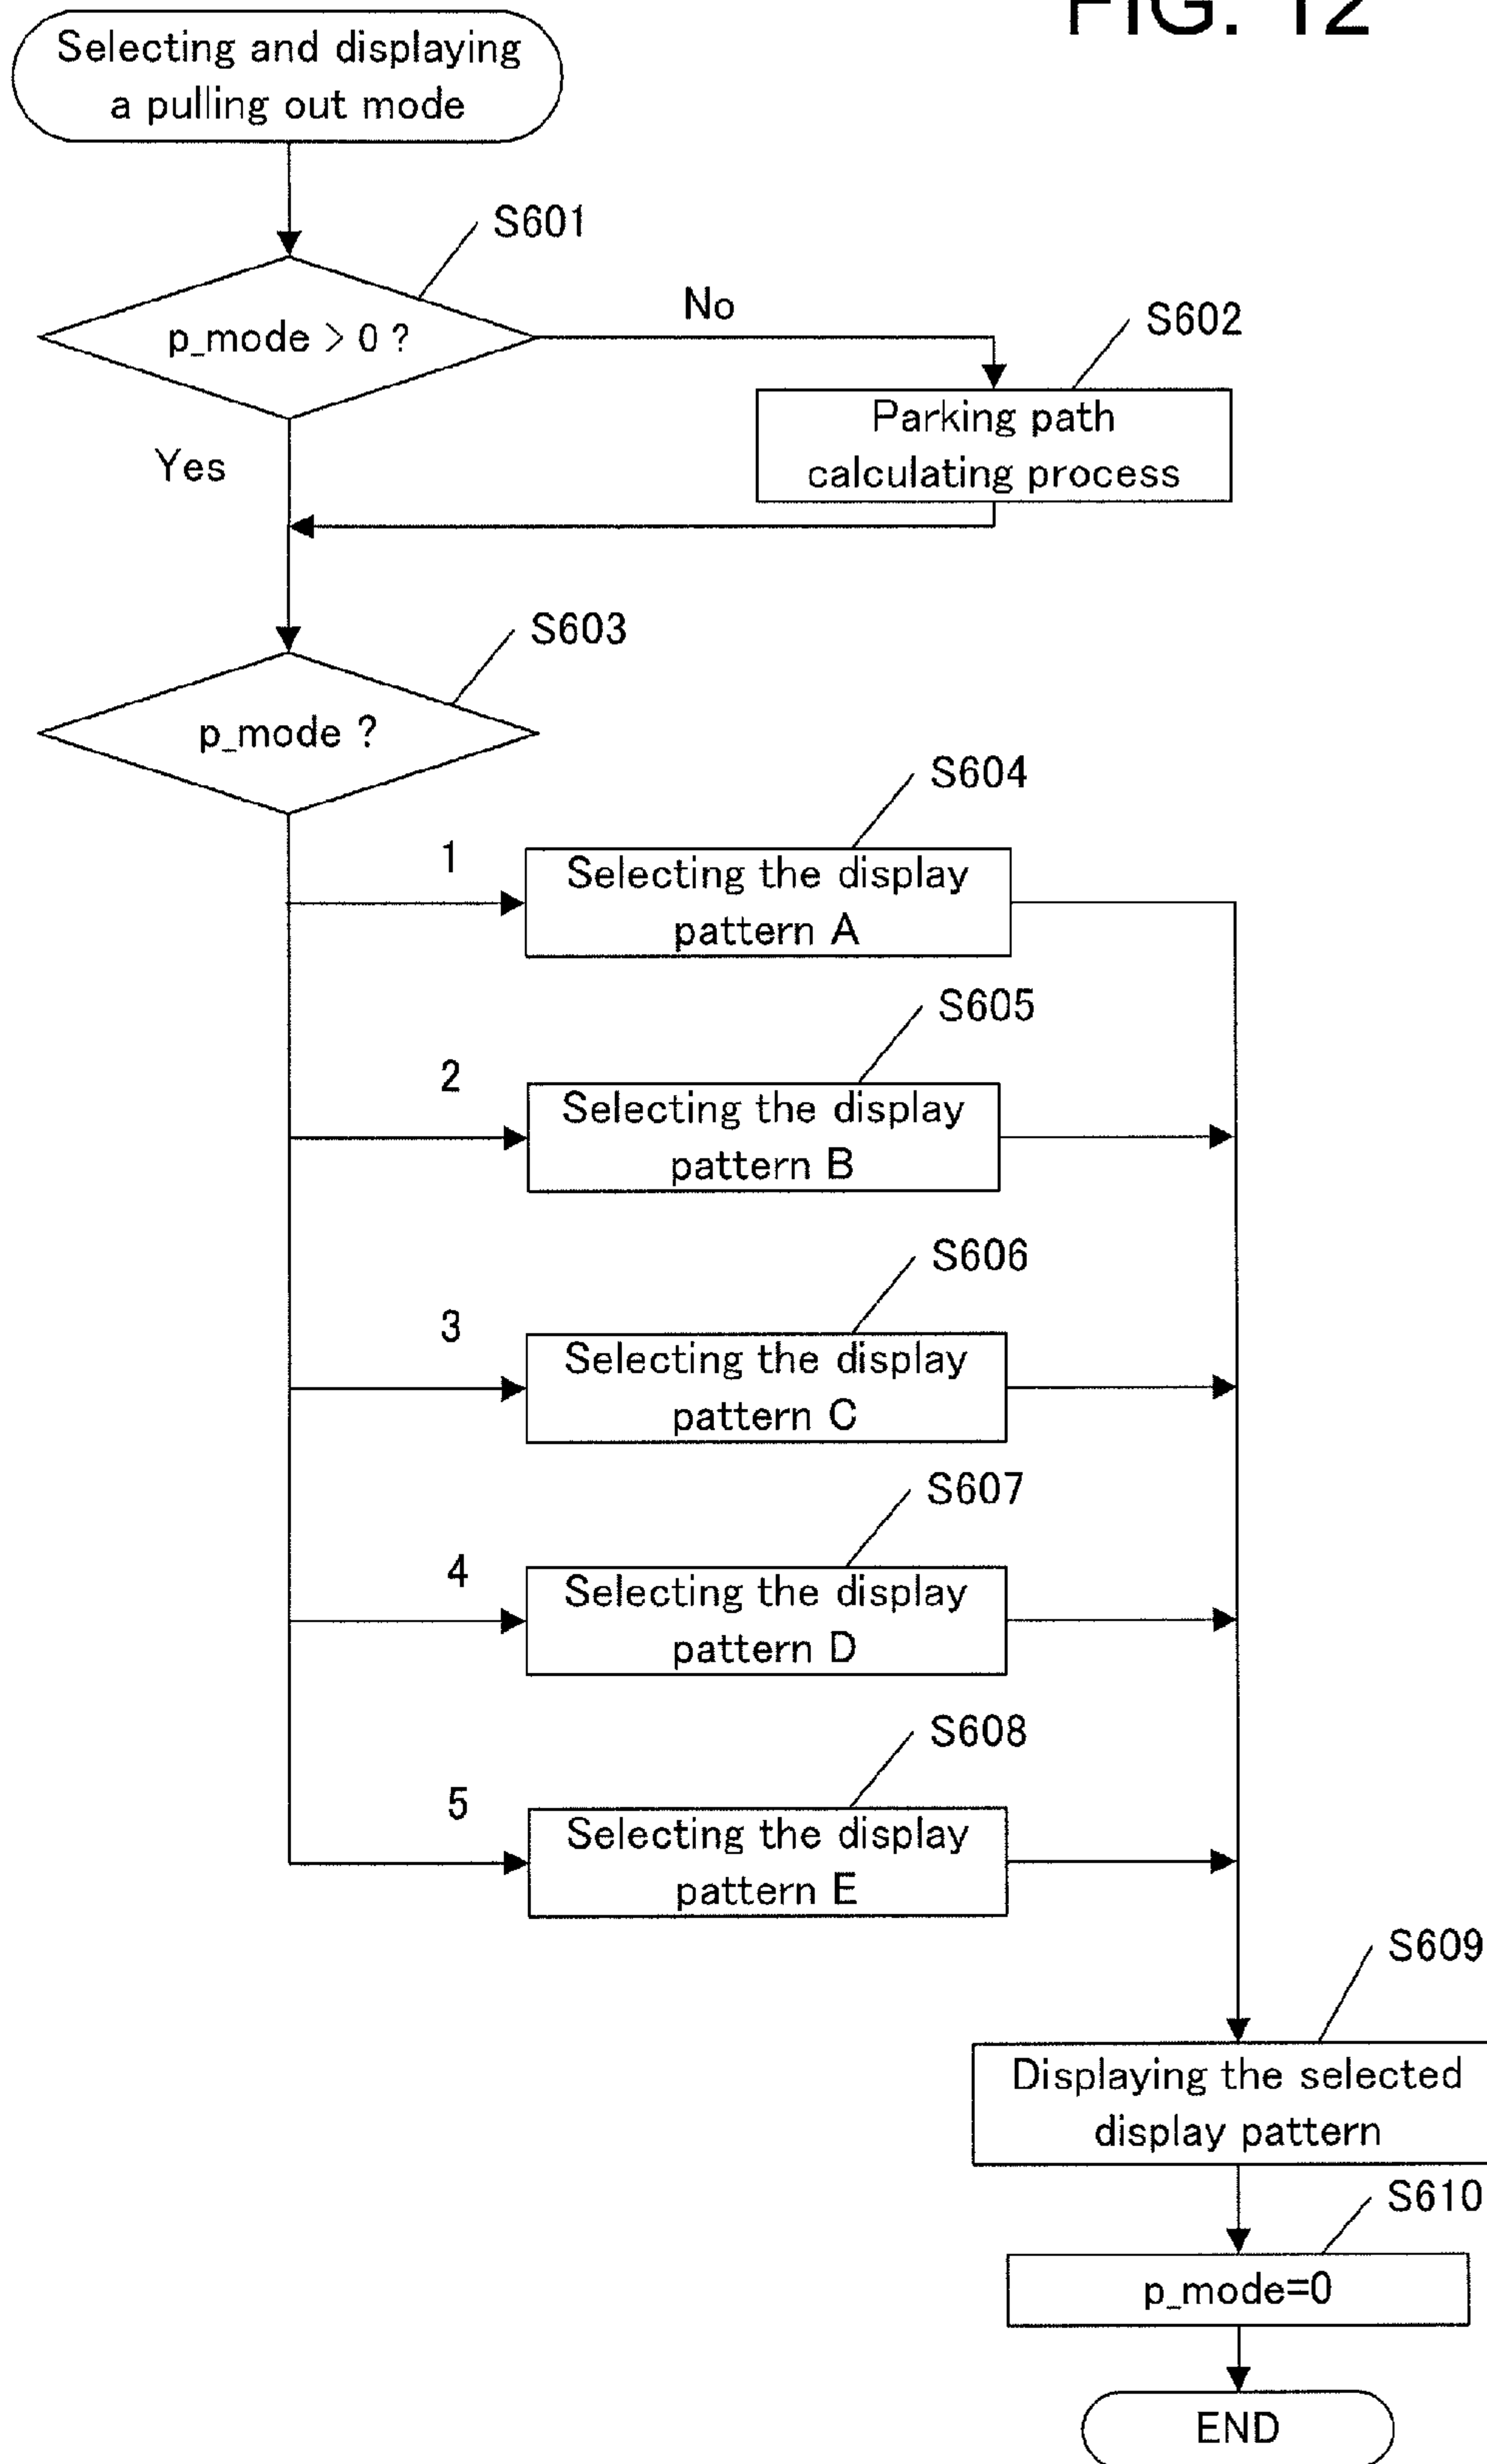 FIG. 12
Selecting and displaying
a pulling out mode
S601
p_mode > 0 ?
No
S602
Parking path
calculating process
Yes
S603
p_mode ?
S604
1
Selecting the display
pattern A
S605
2
Selecting the display
pattern B
S606
3
Selecting the display
pattern C
S607
4
Selecting the display
pattern D
S608
5
Selecting the display
pattern E
S609
Displaying the selected
display pattern
S610
p_mode=0
END